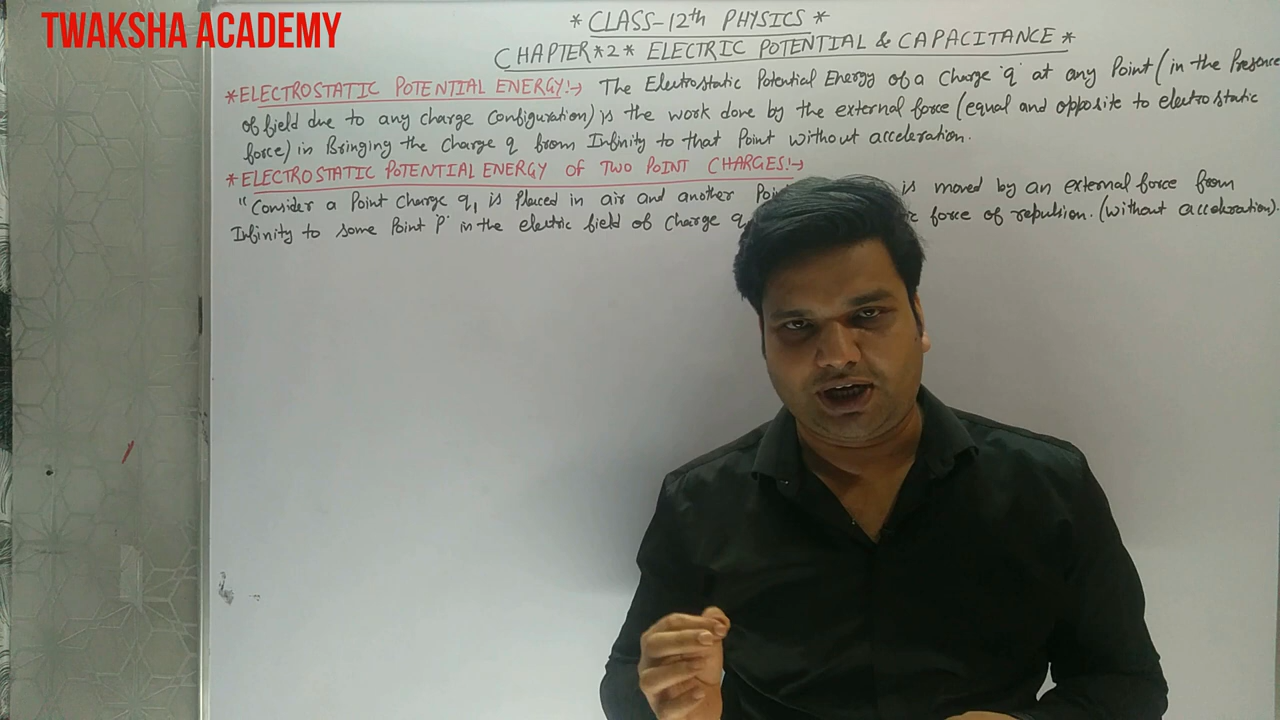 TWAKSHA ACADEMY
* CLASS-12th PHYSICS *
CHAPTER*2* ELECTRIC POTENTIAL & CAPACITANCE *
*ELECTROSTATIC POTENTIAL ENERGY:→ The Electrostatic Potential Energy of a Charge 'q' at any Point (in the Presence
of field due to any charge Configuration) is the work done by the external force (equal and opposite to electrostatic
force) in Bringing the Charge q from Infinity to that Point without acceleration.
*ELECTROSTATIC POTENTIAL ENERGY OF TWO POINT CHARGES:→
"Consider a Point Charge q1 is Placed in air and another is moved by an external force from
Infinity to some Point 'P' in the electric field of Charge force of repulsion. (without acceleration).